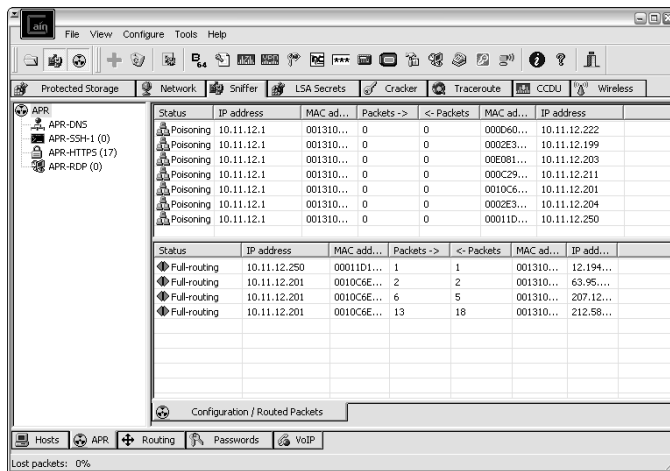 aín
File View Configure Tools Help
B64
Protected Storage Network Sniffer LSA Secrets Cracker Traceroute CCDU Wireless
APR
APR-DNS
APR-SSH-1 (0)
APR-HTTPS (17)
APR-RDP (0)
Status IP address MAC ad... Packets -> <- Packets MAC ad... IP address
Poisoning 10.11.12.1 001310... 0 0 000D60... 10.11.12.222
Poisoning 10.11.12.1 001310... 0 0 0002E3... 10.11.12.199
Poisoning 10.11.12.1 001310... 0 0 00E081... 10.11.12.203
Poisoning 10.11.12.1 001310... 0 0 000C29... 10.11.12.211
Poisoning 10.11.12.1 001310... 0 0 0010C6... 10.11.12.201
Poisoning 10.11.12.1 001310... 0 0 0002E3... 10.11.12.204
Poisoning 10.11.12.1 001310... 0 0 00011D... 10.11.12.250
Status IP address MAC add... Packets -> <- Packets MAC ad... IP add...
Full-routing 10.11.12.250 00011D1... 1 1 001310... 12.194...
Full-routing 10.11.12.201 0010C6E... 2 2 001310... 63.95....
Full-routing 10.11.12.201 0010C6E... 6 5 001310... 207.12...
Full-routing 10.11.12.201 0010C6E... 13 18 001310... 212.58...
Configuration / Routed Packets
Hosts APR Routing Passwords VoIP
Lost packets: 0%